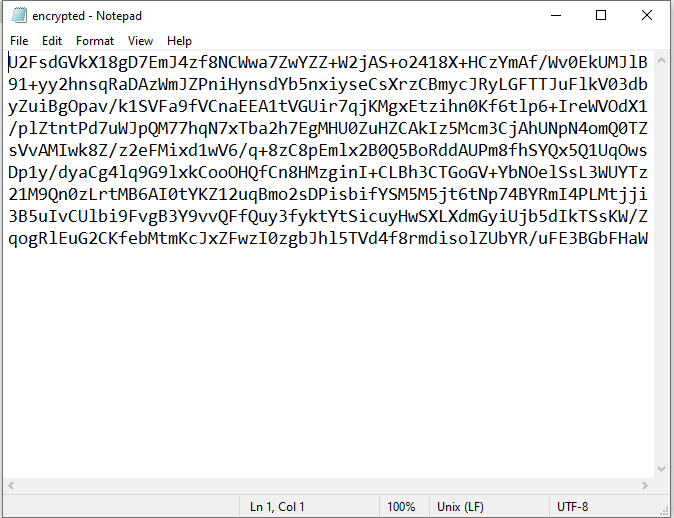 encrypted - Notepad
File Edit Format View Help
U2FsdGVkX18gD7EmJ4zf8NCWwa7ZwYZZ+W2jAS+o2418X+HCzYmAf/Wv0EkUMJlB
91+yy2hnsqRaDAzWmJZPniHynsdYb5nxiyseCsXrzCBmycJRyLGFTTJuFlkV03db
yZuiBgOpav/k1SVFa9fVCnaEEA1tVGUir7qjKMgxEtzihn0Kf6tlp6+IreWVOdX1
/plZtntPd7uWJpQM77hqN7xTba2h7EgMHU0ZuHZCAkIz5Mcm3CjAhUNpN4omQ0TZ
sVvAMIwk8Z/z2eFMixd1wV6/q+8zC8pEmlx2B0Q5BoRddAUPm8fhSYQx5Q1UqOws
Dp1y/dyaCg4lq9G9lxkCooOHQfCn8HMzginI+CLBh3CTGoGV+YbNOelSsL3WUYTz
21M9Qn0zLrtMB6AI0tYKZ12uqBmo2sDPisbifYSM5M5jt6tNp74BYRmI4PLMtjji
3B5uIvCUlbi9FvgB3Y9vvQFfQuy3fyktYtSicuyHwSXLXdmGyiUjb5dIkTSsKW/Z
qogRlEuG2CKfebMtmKcJxZFwzI0zgbJhl5TVd4f8rmdisolZUbYR/uFE3BGbFHaW
Ln 1, Col 1 100% Unix (LF) UTF-8